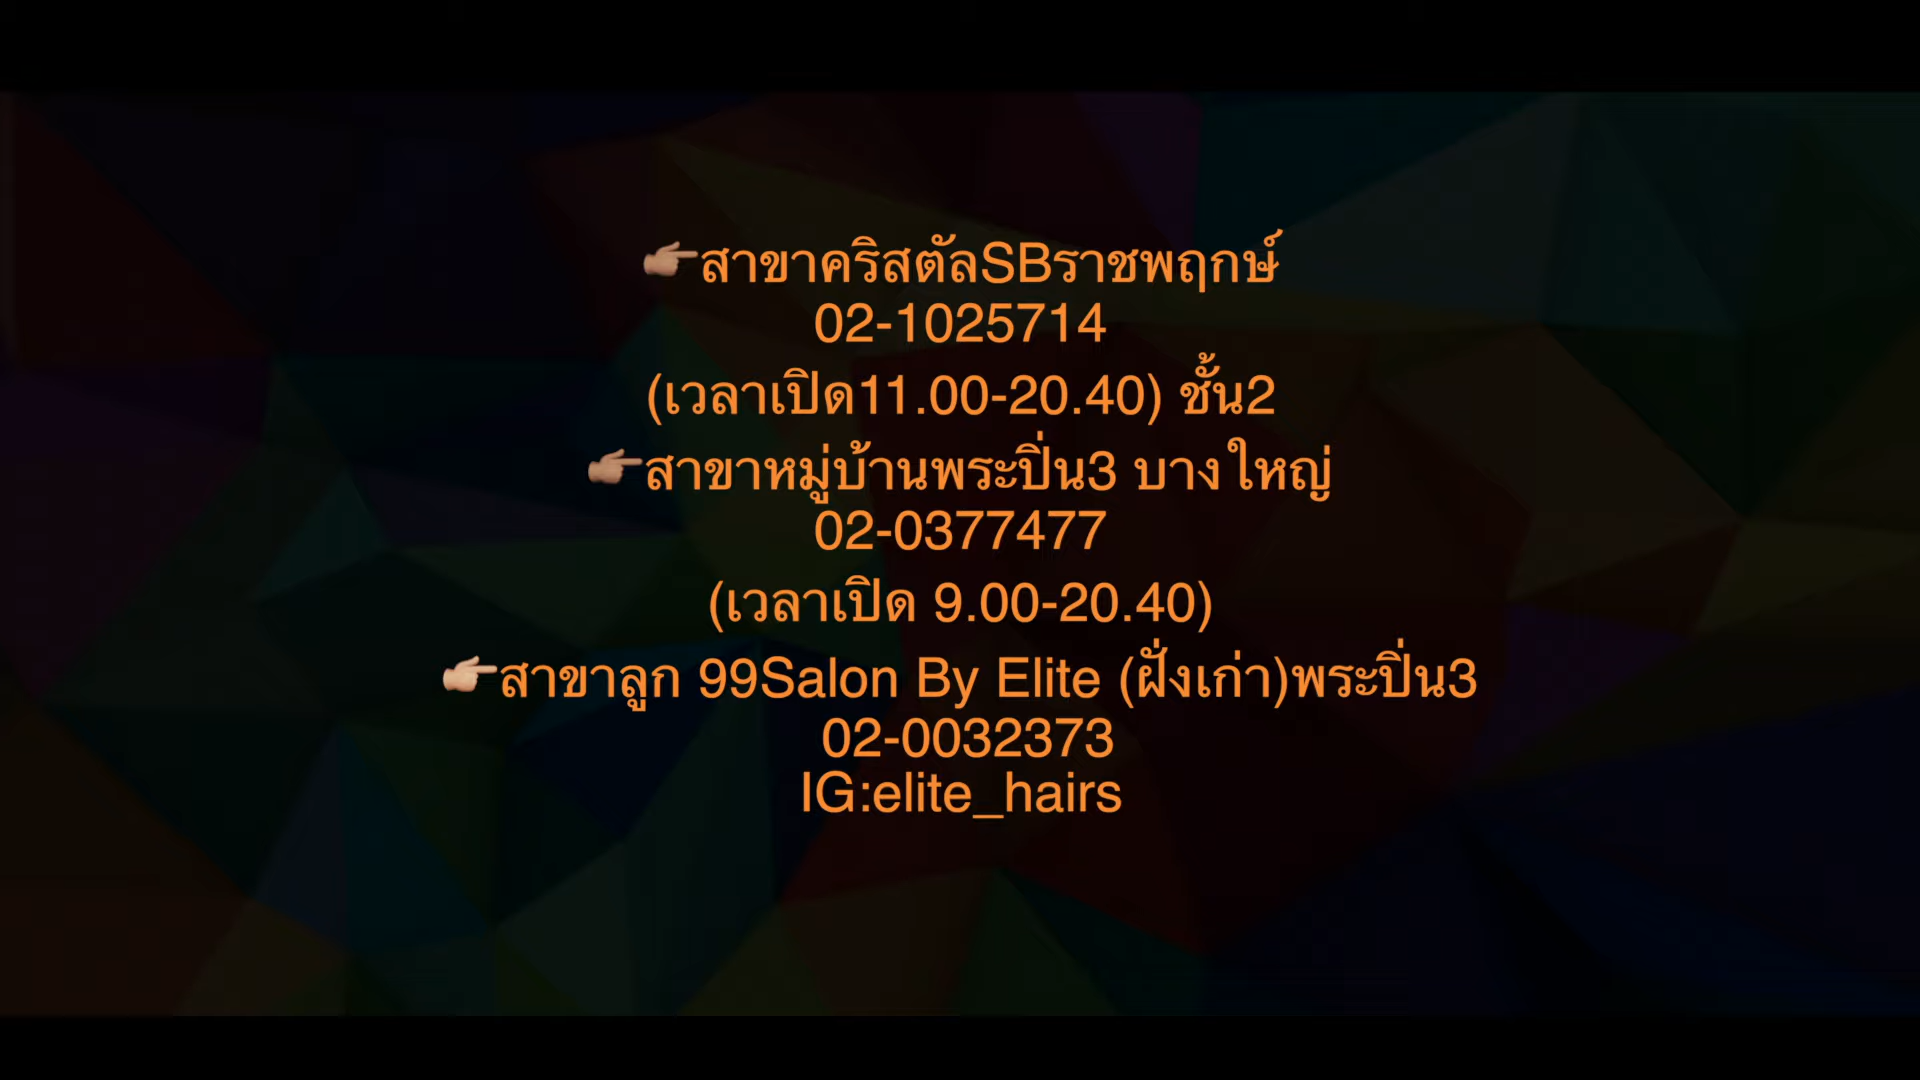 👉🏼สาขาคริสตัลSBราชพฤกษ์
02-1025714
(เวลาเปิด11.00-20.40) ชั้น2
👉🏼สาขาหมู่บ้านพระปิ่น3 บางใหญ่
02-0377477
(เวลาเปิด 9.00-20.40)
👉🏼สาขาลูก 99Salon By Elite (ฝั่งเก่า)พระปิ่น3
02-0032373
IG:elite_hairs